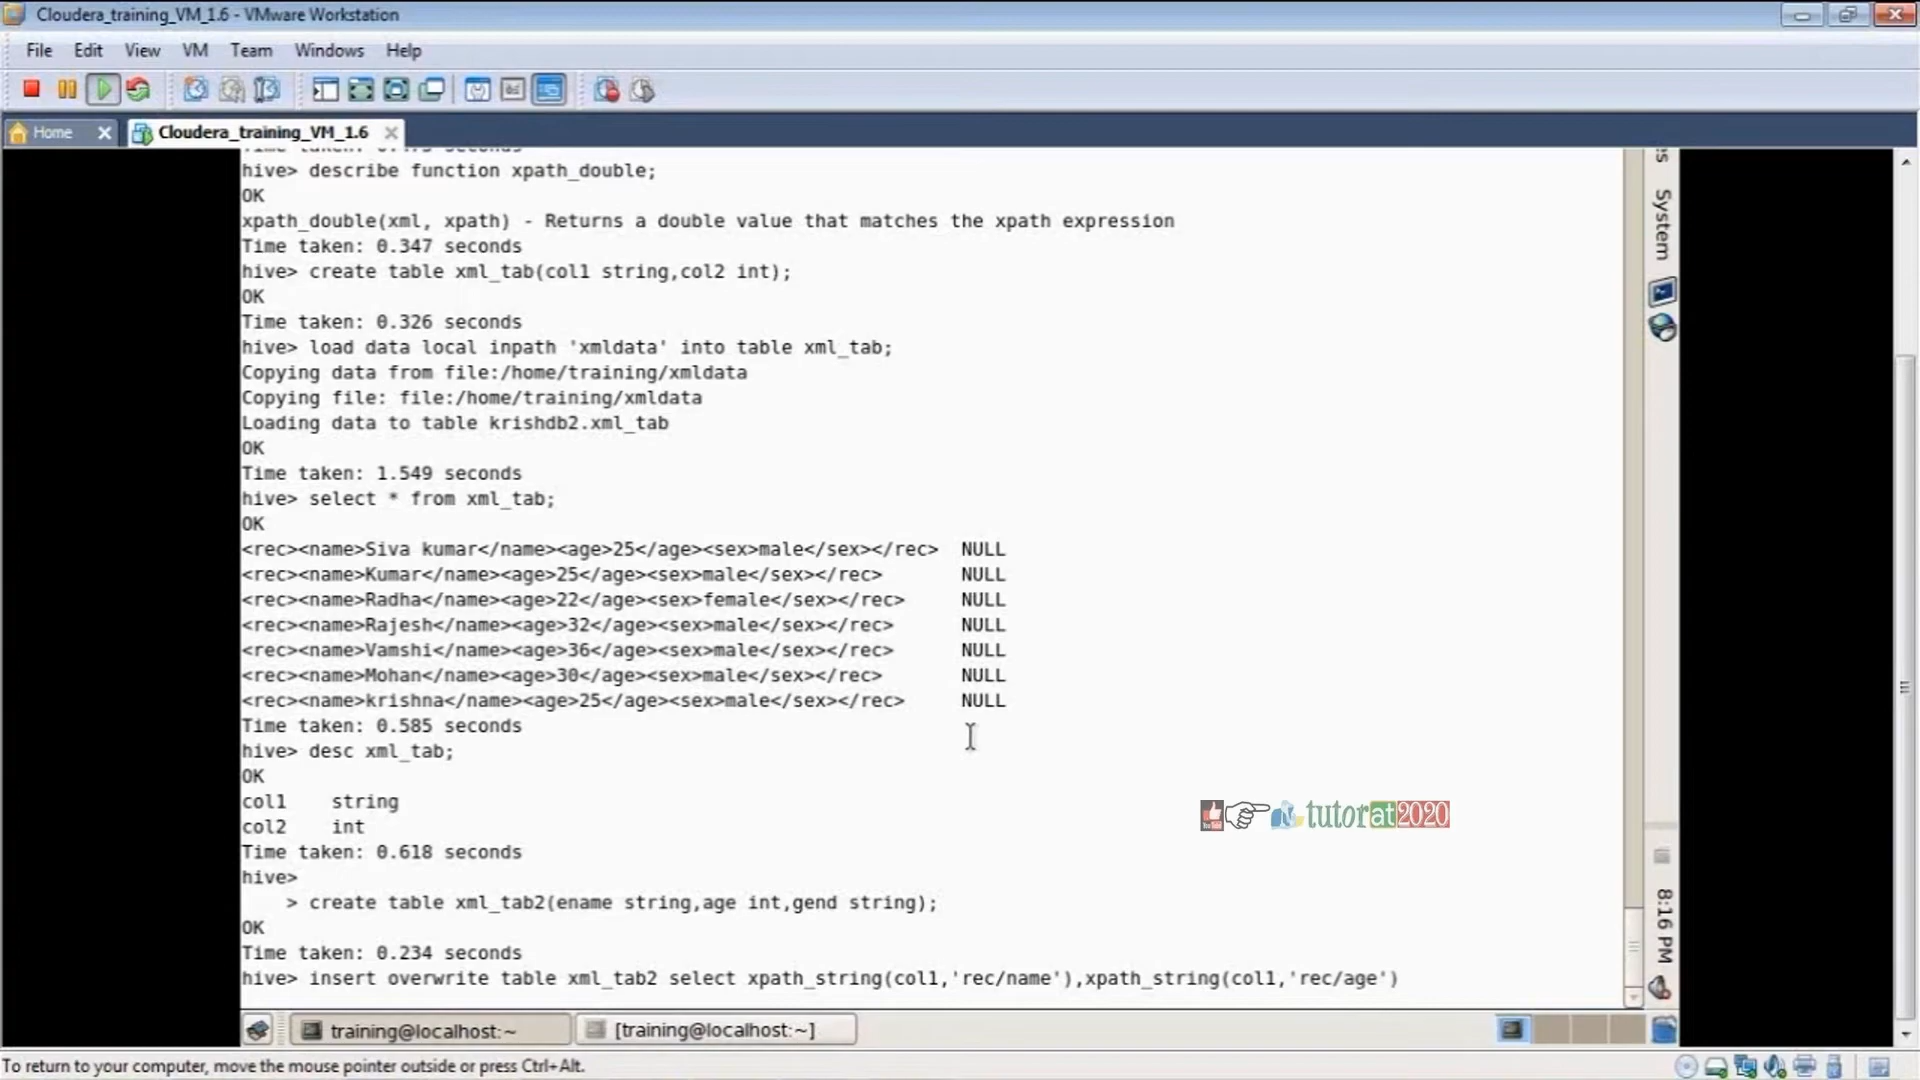 Cloudera_training_VM_1.6 - VMware Workstation
File Edit View VM Team Windows Help
Home Cloudera_training_VM_1.6
hive> describe function xpath_double;
OK
xpath_double(xml, xpath) - Returns a double value that matches the xpath expression
Time taken: 0.347 seconds
hive> create table xml_tab(col1 string,col2 int);
OK
Time taken: 0.326 seconds
hive> load data local inpath 'xmldata' into table xml_tab;
Copying data from file:/home/training/xmldata
Copying file: file:/home/training/xmldata
Loading data to table krishdb2.xml_tab
OK
Time taken: 1.549 seconds
hive> select * from xml_tab;
OK
<rec><name>Siva kumar</name><age>25</age><sex>male</sex></rec> NULL
<rec><name>Kumar</name><age>25</age><sex>male</sex></rec> NULL
<rec><name>Radha</name><age>22</age><sex>female</sex></rec> NULL
<rec><name>Rajesh</name><age>32</age><sex>male</sex></rec> NULL
<rec><name>Vamshi</name><age>36</age><sex>male</sex></rec> NULL
<rec><name>Mohan</name><age>30</age><sex>male</sex></rec> NULL
<rec><name>krishna</name><age>25</age><sex>male</sex></rec> NULL
Time taken: 0.585 seconds
hive> desc xml_tab;
OK
col1 string
col2 int
Time taken: 0.618 seconds
hive>
> create table xml_tab2(ename string,age int,gend string);
OK
Time taken: 0.234 seconds
hive> insert overwrite table xml_tab2 select xpath_string(col1,'rec/name'),xpath_string(col1,'rec/age')
System
tutorat2020
8:16 PM
training@localhost:~ [training@localhost:~]
To return to your computer, move the mouse pointer outside or press Ctrl+Alt.